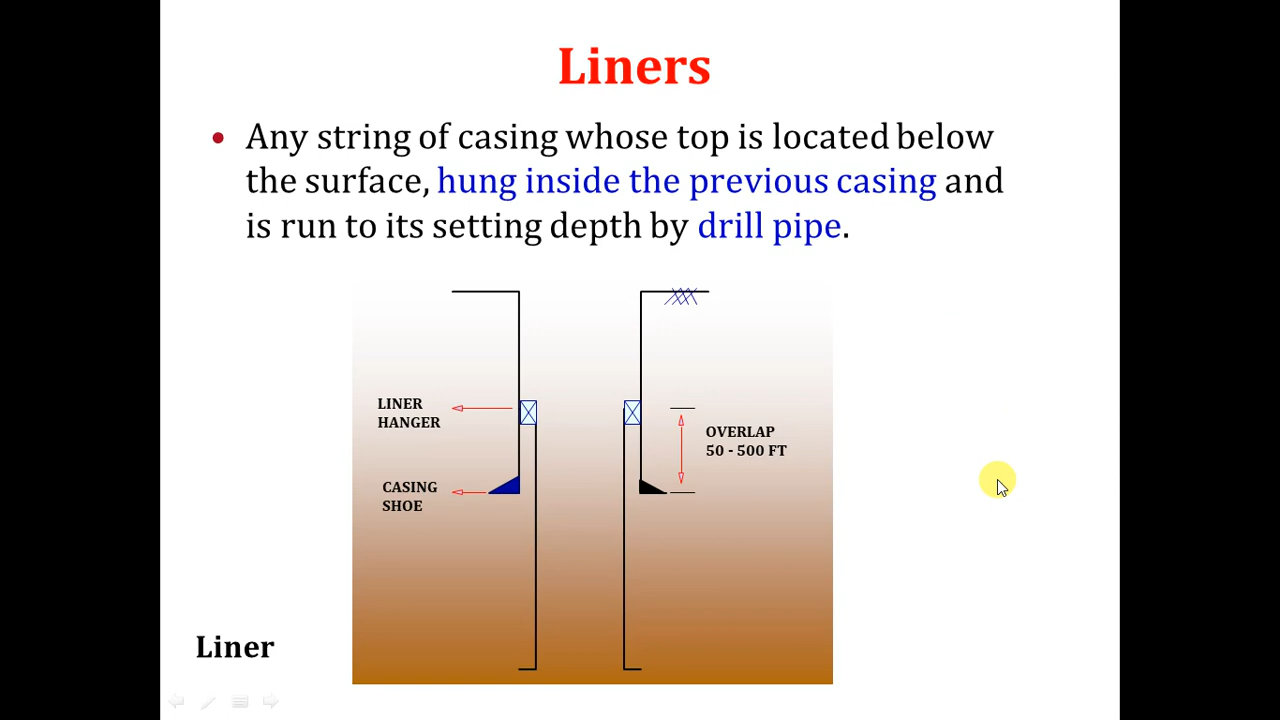 Liners
• Any string of casing whose top is located below
the surface, hung inside the previous casing and
is run to its setting depth by drill pipe.
LINER
HANGER
OVERLAP
50 - 500 FT
CASING
SHOE
Liner